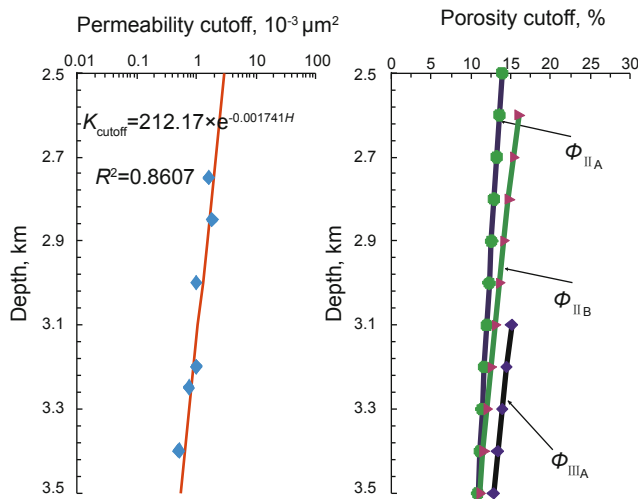 Permeability cutoff, 10⁻³ μm²
0.01 0.1 1 10 100
2.5
2.7
2.9
3.1
3.3
3.5
Depth, km
K_cutoff=212.17×e^-0.001741H
R²=0.8607
Porosity cutoff, %
0 5 10 15 20 25 30
2.5
2.7
2.9
3.1
3.3
3.5
Depth, km
Φ_ⅡA
Φ_ⅡB
Φ_ⅢA